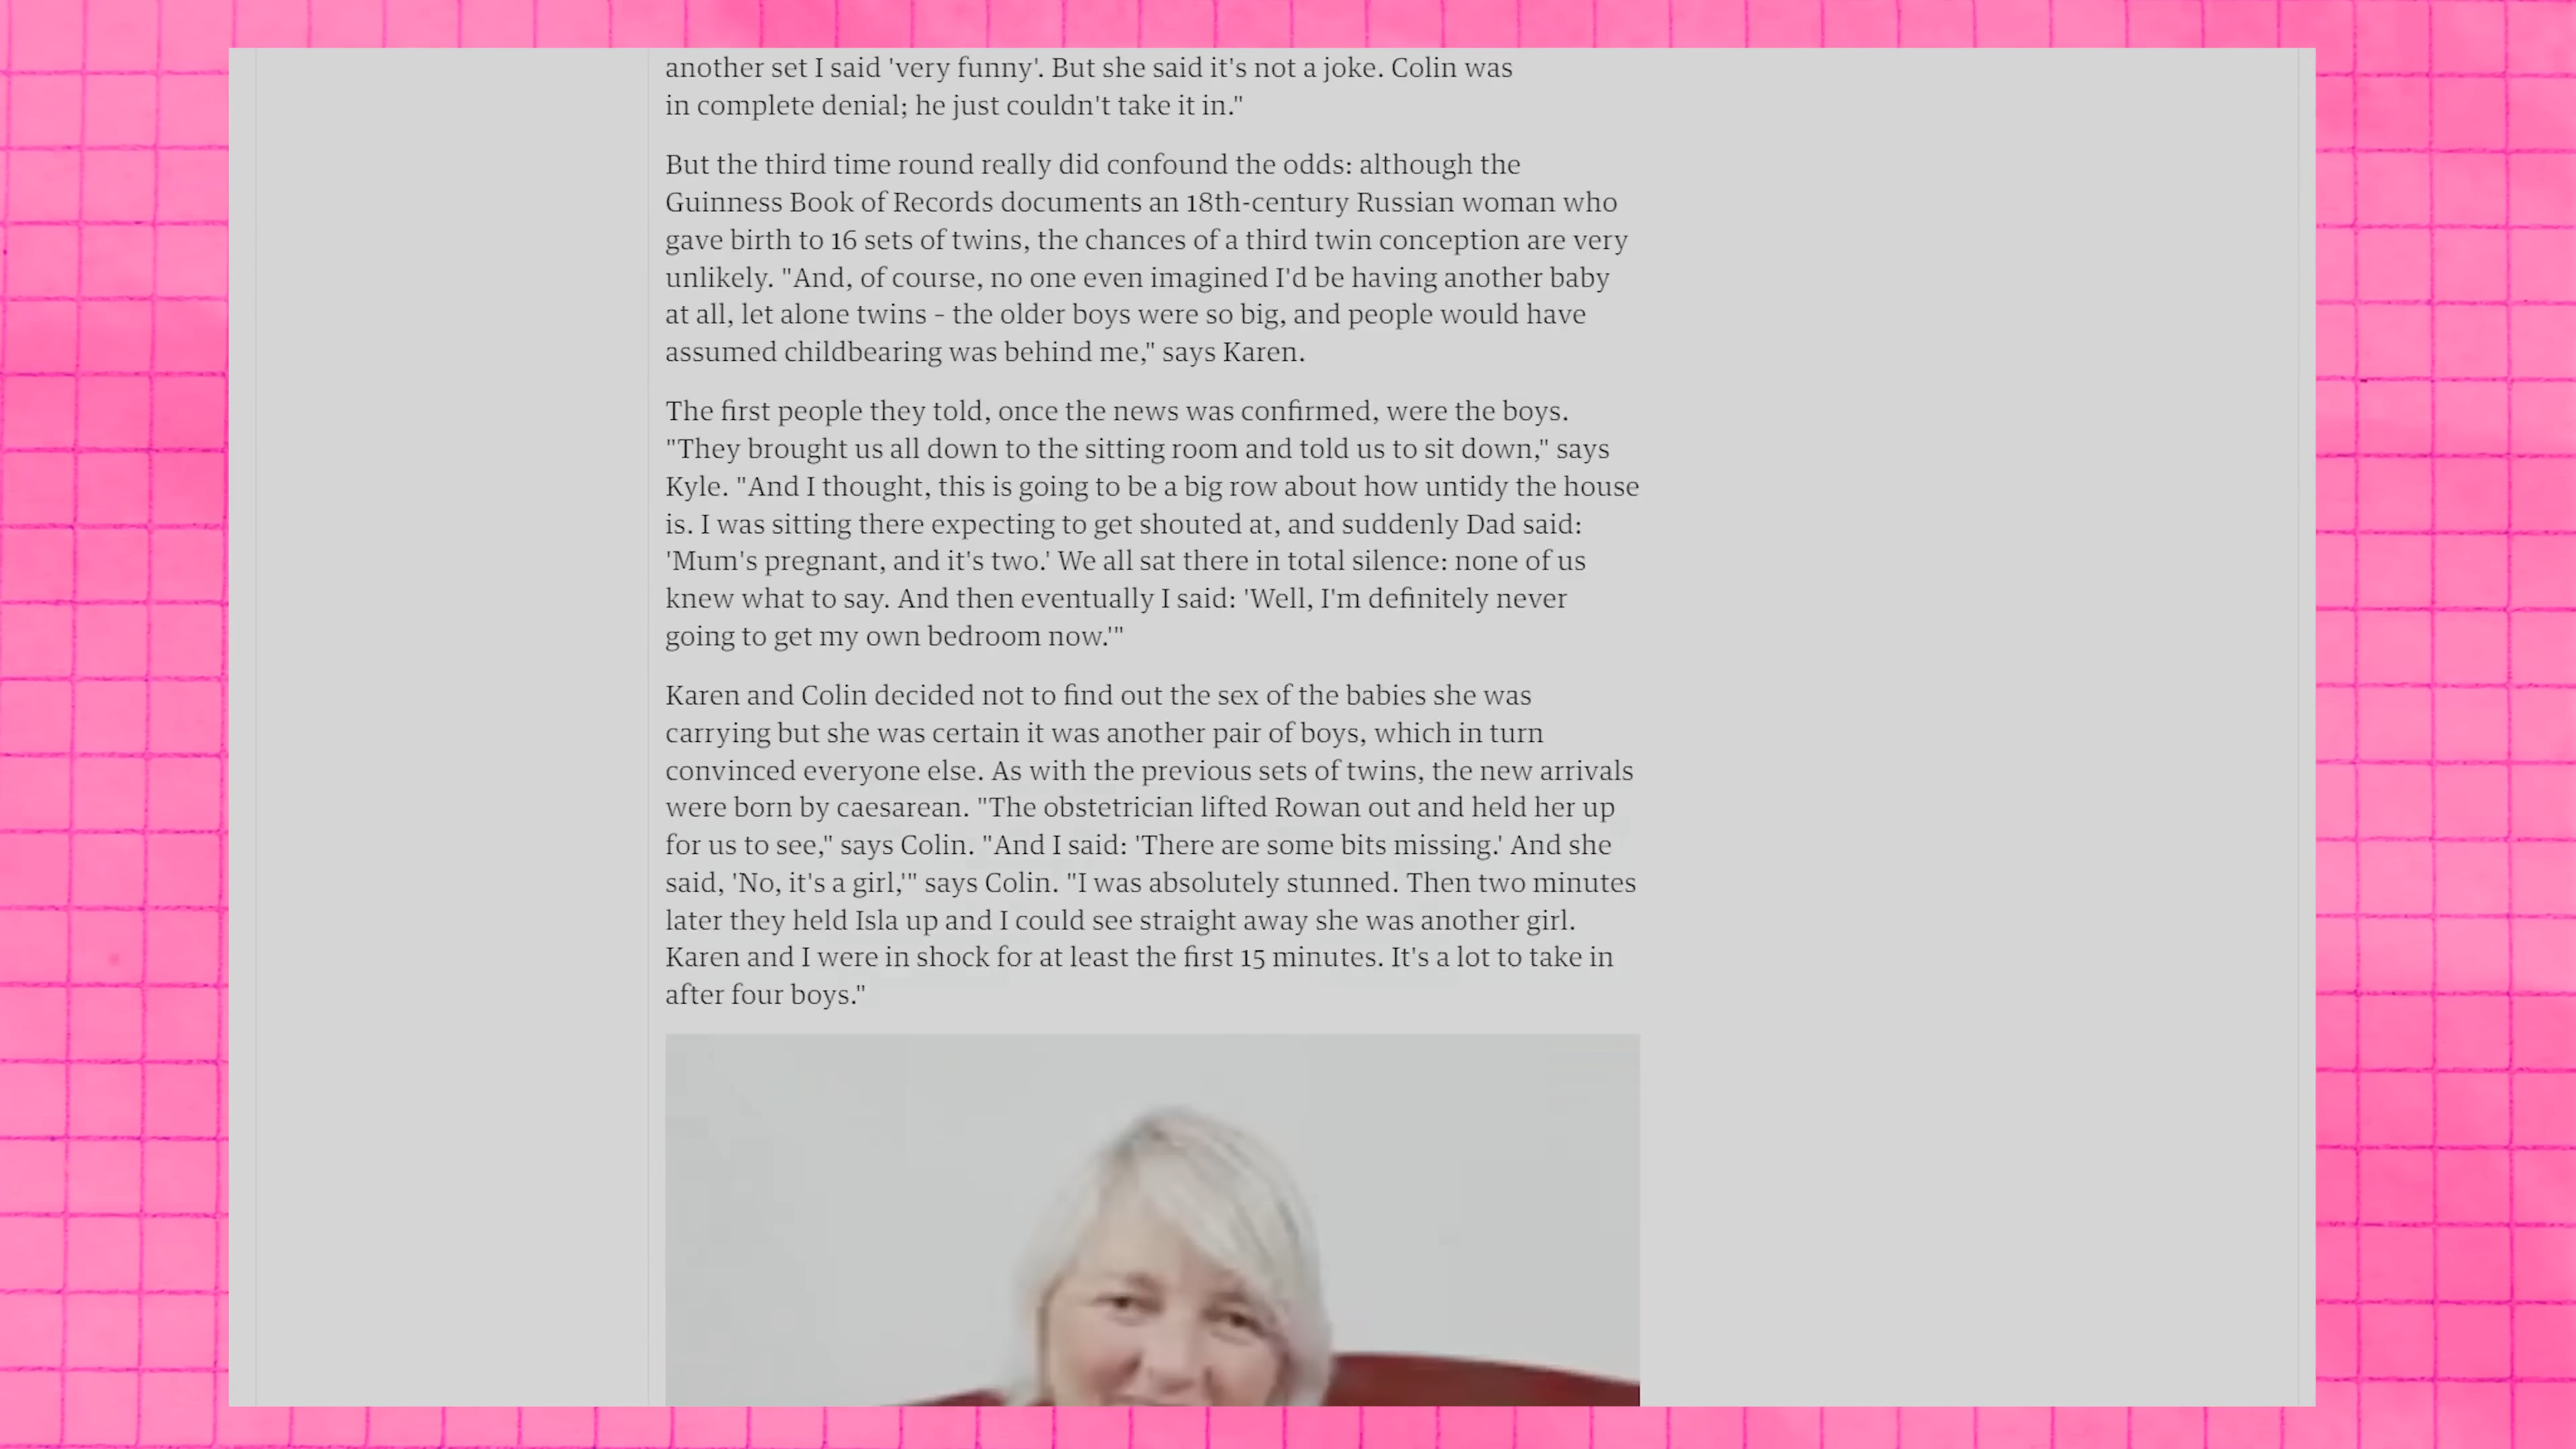 another set I said 'very funny'. But she said it's not a joke. Colin was
in complete denial; he just couldn't take it in."
But the third time round really did confound the odds: although the
Guinness Book of Records documents an 18th-century Russian woman who
gave birth to 16 sets of twins, the chances of a third twin conception are very
unlikely. "And, of course, no one even imagined I'd be having another baby
at all, let alone twins – the older boys were so big, and people would have
assumed childbearing was behind me," says Karen.
The first people they told, once the news was confirmed, were the boys.
"They brought us all down to the sitting room and told us to sit down," says
Kyle. "And I thought, this is going to be a big row about how untidy the house
is. I was sitting there expecting to get shouted at, and suddenly Dad said:
'Mum's pregnant, and it's two.' We all sat there in total silence: none of us
knew what to say. And then eventually I said: 'Well, I'm definitely never
going to get my own bedroom now.'"
Karen and Colin decided not to find out the sex of the babies she was
carrying but she was certain it was another pair of boys, which in turn
convinced everyone else. As with the previous sets of twins, the new arrivals
were born by caesarean. "The obstetrician lifted Rowan out and held her up
for us to see," says Colin. "And I said: 'There are some bits missing.' And she
said, 'No, it's a girl,'" says Colin. "I was absolutely stunned. Then two minutes
later they held Isla up and I could see straight away she was another girl.
Karen and I were in shock for at least the first 15 minutes. It's a lot to take in
after four boys."